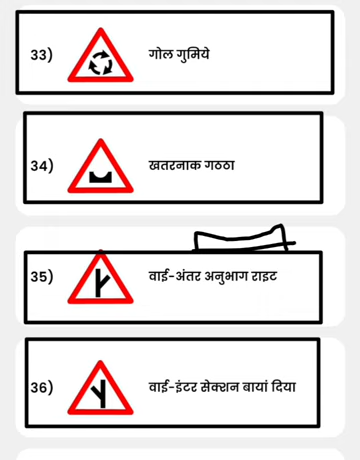 33) गोल गुमिये
34) खतरनाक गठठा
35) वाई-अंतर अनुभाग राइट
36) वाई-इंटर सेक्शन बायां दिया